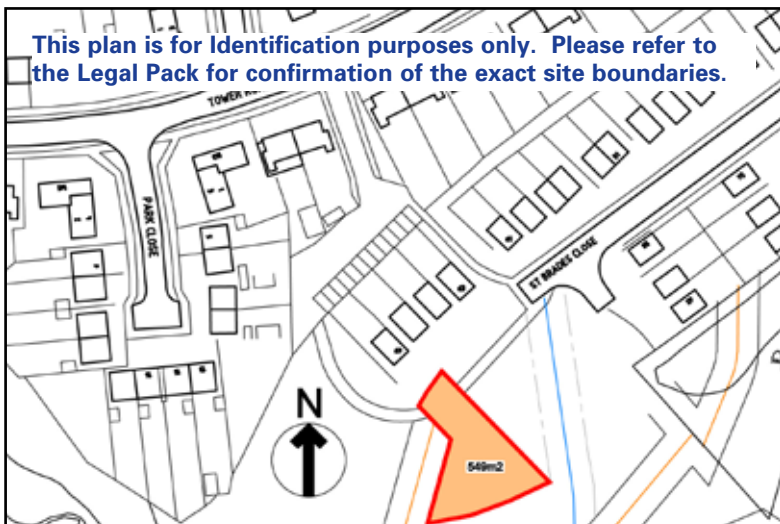 This plan is for Identification purposes only.  Please refer to
the Legal Pack for confirmation of the exact site boundaries.
TOWER
PARK CLOSE
ST BRADES CLOSE
N
549m2